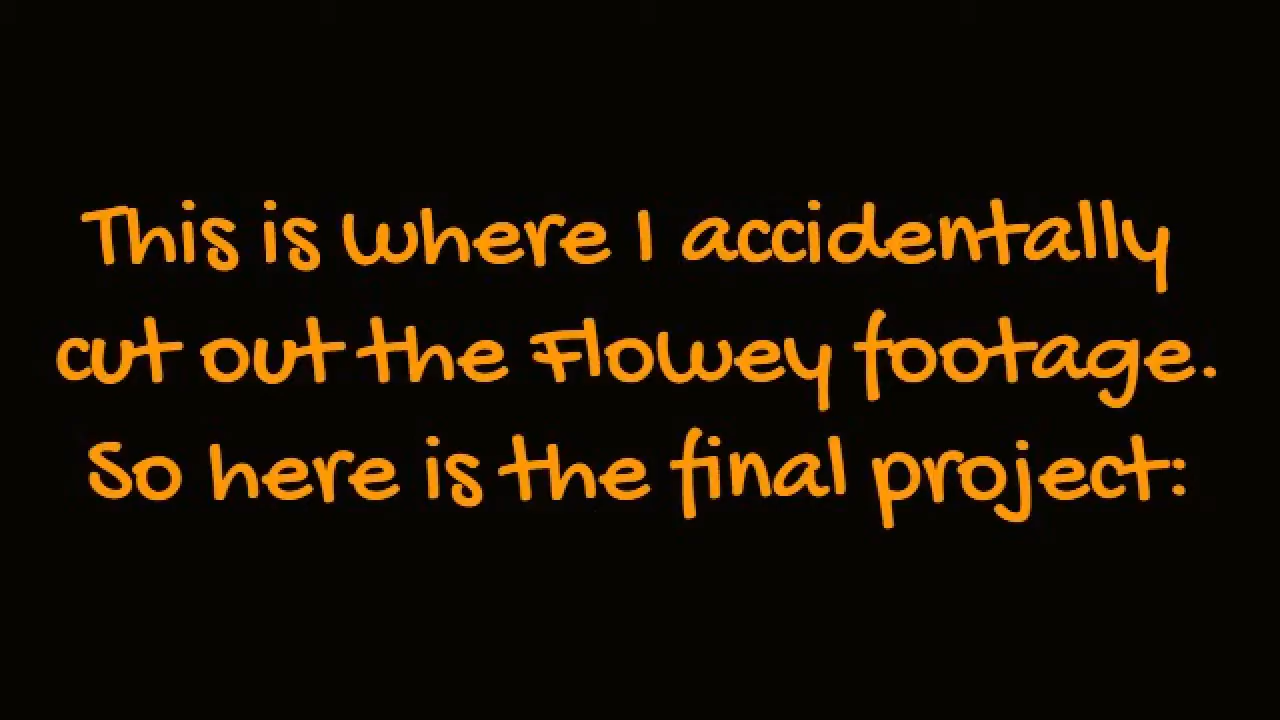 This is where I accidentally
cut out the Flowey footage.
So here is the final project: